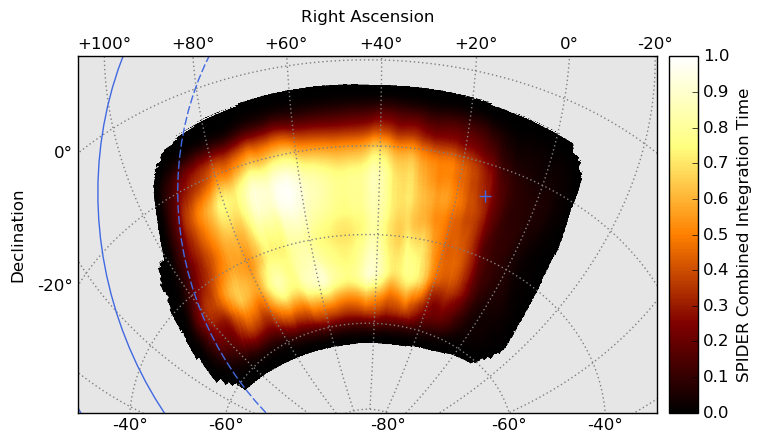 Right Ascension
+100° +80° +60° +40° +20° 0° -20°
1.0
0.9
0.8
0.7
0.6
0.5
0.4
0.3
0.2
0.1
0.0
SPIDER Combined Integration Time
Declination
0°
-20°
-40° -60° -80° -60° -40°